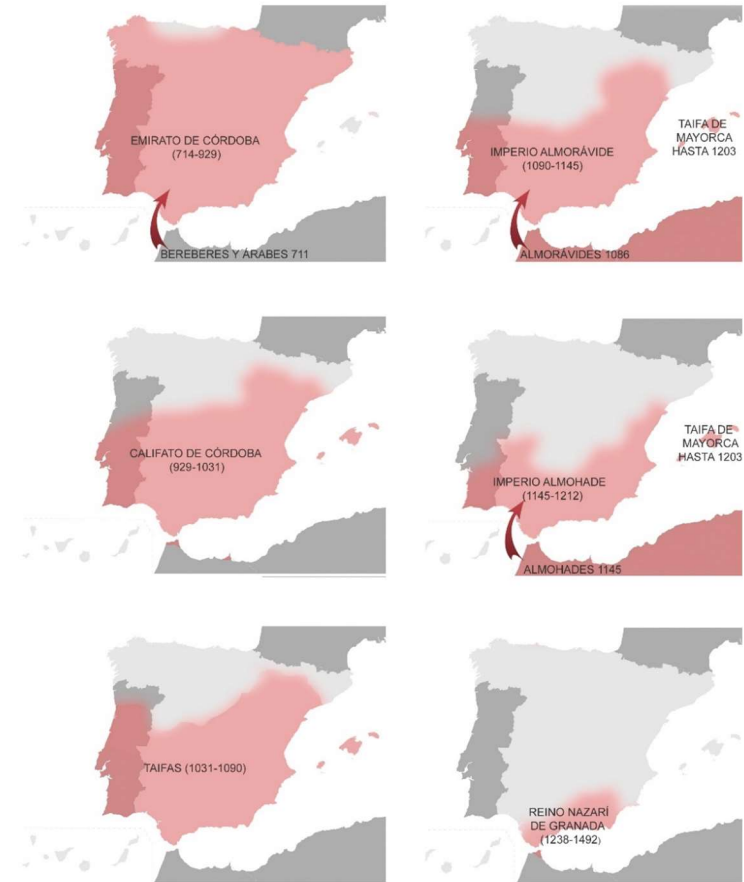 EMIRATO DE CÓRDOBA
(714-929)
BEREBERES Y ÁRABES 711
IMPERIO ALMORÁVIDE
(1090-1145)
TAIFA DE
MAYORCA
HASTA 1203
ALMORÁVIDES 1086
CALIFATO DE CÓRDOBA
(929-1031)
IMPERIO ALMOHADE
(1145-1212)
TAIFA DE
MAYORCA
HASTA 1203
ALMOHADES 1145
TAIFAS (1031-1090)
REINO NAZARÍ
DE GRANADA
(1238-1492)